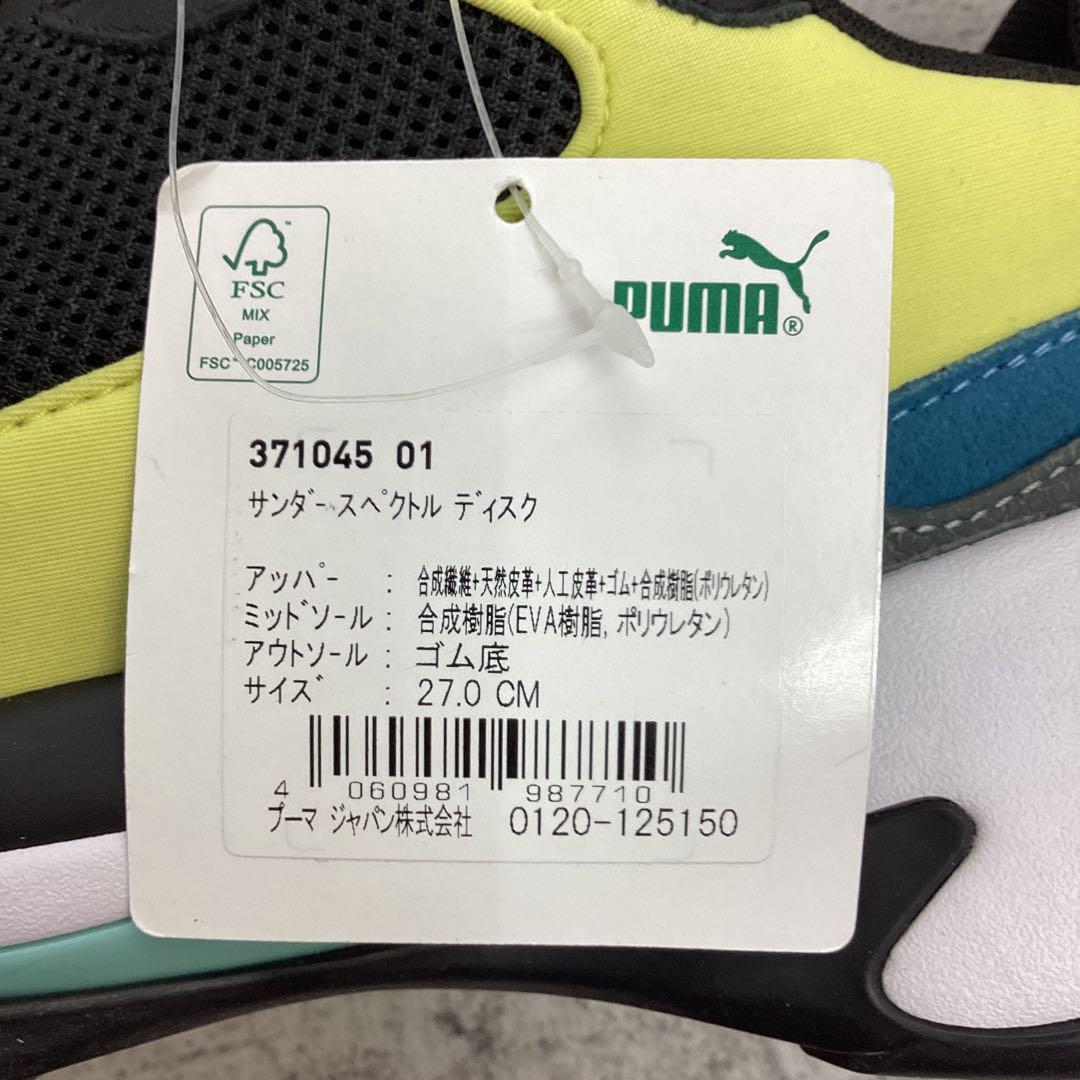 FSC
MIX
Paper
FSC™ C005725
PUMA®
371045 01
サンダースペクトル ディスク
アッパー : 合成繊維+天然皮革+人工皮革+ゴム+合成樹脂(ポリウレタン)
ミッドソール : 合成樹脂(EVA樹脂, ポリウレタン)
アウトソール : ゴム底
サイズ : 27.0 CM
4 060981 987710
プーマ ジャパン株式会社 0120-125150